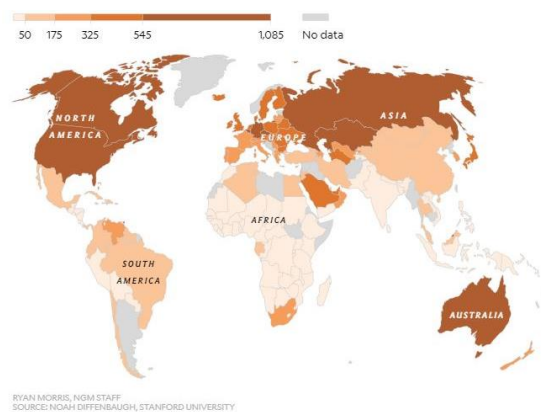 50 175 325 545 1,085 No data
NORTH
AMERICA
ASIA
EUROPE
AFRICA
SOUTH
AMERICA
AUSTRALIA
RYAN MORRIS, NGM STAFF
SOURCE: NOAH DIFFENBAUGH, STANFORD UNIVERSITY